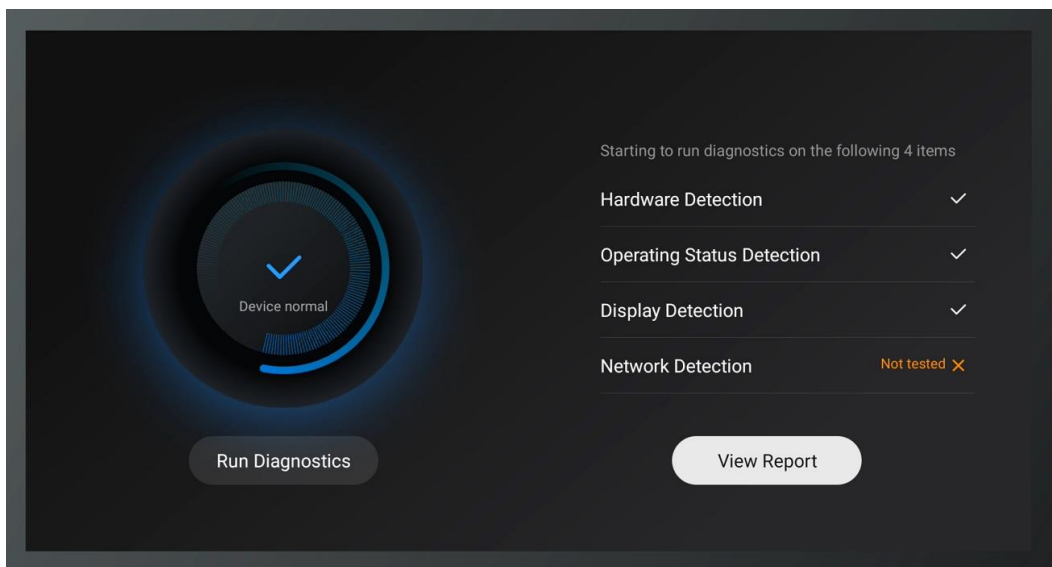 Starting to run diagnostics on the following 4 items
Hardware Detection
Operating Status Detection
Display Detection
Network Detection Not tested
Device normal
Run Diagnostics
View Report